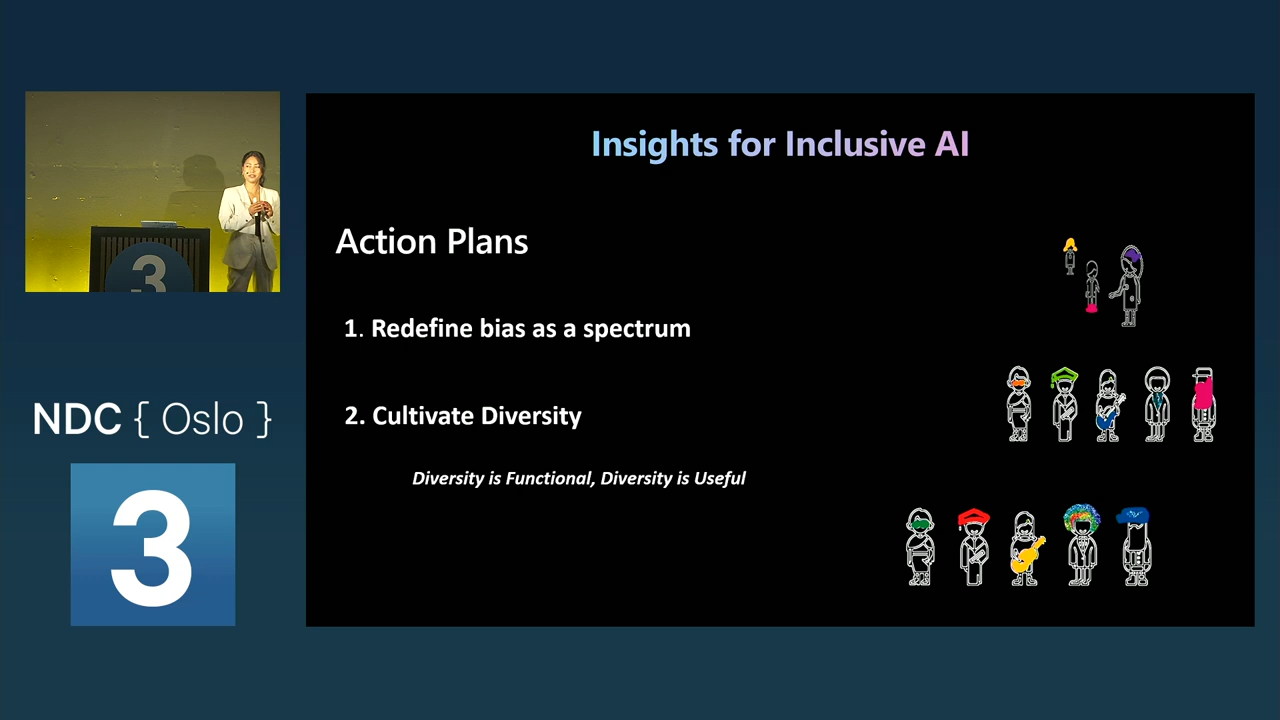 Insights for Inclusive AI
Action Plans
1. Redefine bias as a spectrum
2. Cultivate Diversity
Diversity is Functional, Diversity is Useful
3
NDC { Oslo }
3